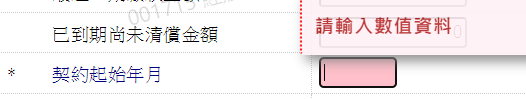 已到期尚未清償金額
請輸入數值資料
* 契約起始年月